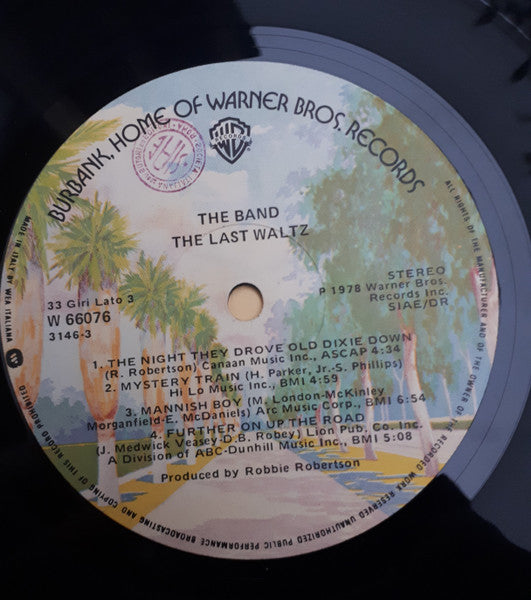 BURBANK, HOME OF WARNER BROS. RECORDS
RECORDS
THE BAND
THE LAST WALTZ
33 Giri Lato 3
W 66076
3146-3
STEREO
P 1978 Warner Bros.
Records Inc.
SIAE/DR
1. THE NIGHT THEY DROVE OLD DIXIE DOWN
(R. Robertson) Canaan Music Inc., ASCAP 4:34
2. MYSTERY TRAIN (H. Parker, Jr.-S. Phillips)
Hi Lo Music Inc., BMI 4:59
3. MANNISH BOY (M. London-McKinley
Morganfield-E. McDaniels) Arc Music Corp., BMI 6:54
4. FURTHER ON UP THE ROAD
(J. Medwick Veasey-D.B. Robey) Lion Pub. Co, Inc.
A Division of ABC-Dunhill Music Inc., BMI 5:08
Produced by Robbie Robertson
MADE IN ITALY BY WEA ITALIANA
ALL RIGHTS OF THE MANUFACTURER AND OF THE OWNER OF THE RECORDED WORK RESERVED UNAUTHORIZED PUBLIC PERFORMANCE BROADCASTING AND COPYING OF THIS RECORD PROHIBITED